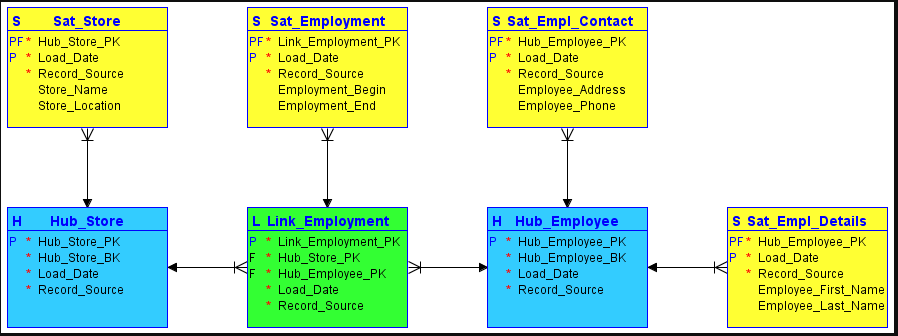 S Sat_Store
PF * Hub_Store_PK
P * Load_Date
* Record_Source
Store_Name
Store_Location
S Sat_Employment
PF * Link_Employment_PK
P * Load_Date
* Record_Source
Employment_Begin
Employment_End
S Sat_Empl_Contact
PF * Hub_Employee_PK
P * Load_Date
* Record_Source
Employee_Address
Employee_Phone
H Hub_Store
P * Hub_Store_PK
* Hub_Store_BK
* Load_Date
* Record_Source
L Link_Employment
P * Link_Employment_PK
F * Hub_Store_PK
F * Hub_Employee_PK
* Load_Date
* Record_Source
H Hub_Employee
P * Hub_Employee_PK
* Hub_Employee_BK
* Load_Date
* Record_Source
S Sat_Empl_Details
PF * Hub_Employee_PK
P * Load_Date
* Record_Source
Employee_First_Name
Employee_Last_Name